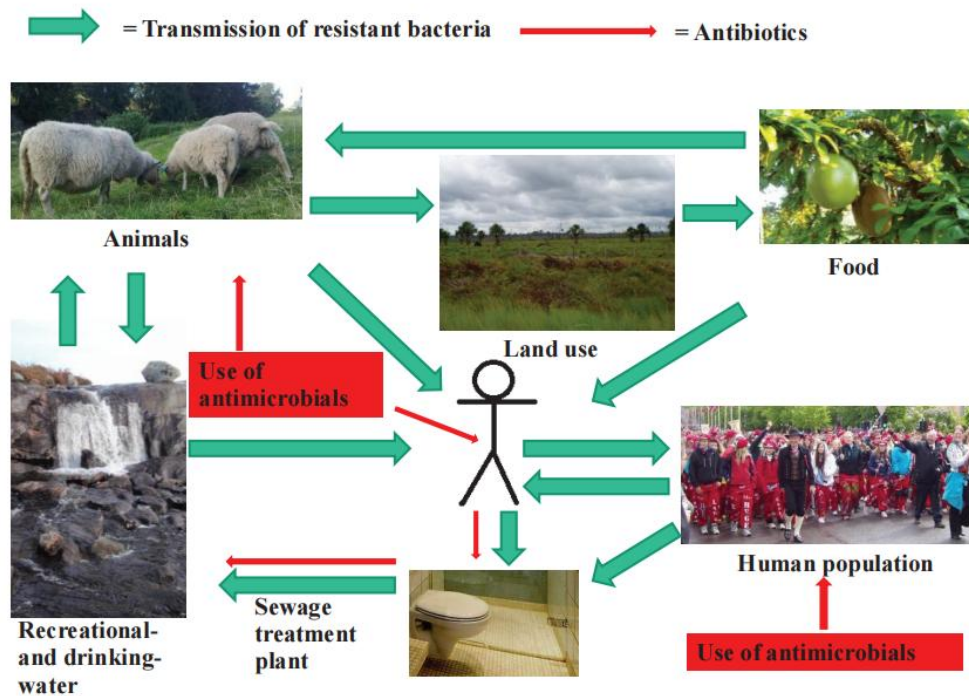 = Transmission of resistant bacteria
= Antibiotics
Animals
Food
Land use
Use of
antimicrobials
Human population
Sewage
treatment
plant
Recreational-
and drinking-
water
Use of antimicrobials